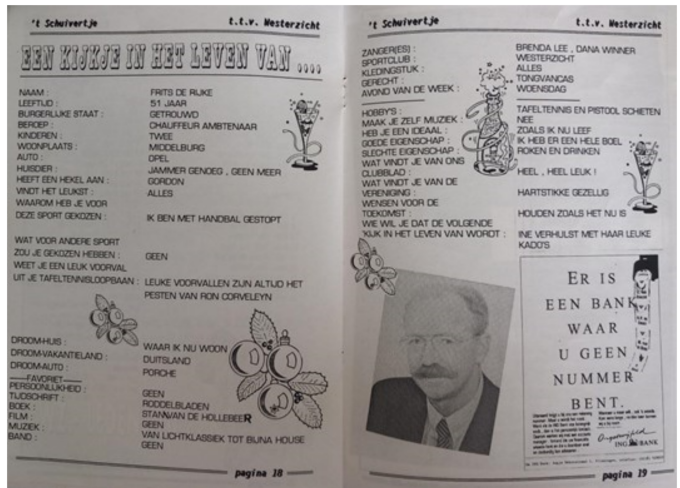 't Schuivertje t.t.v. Westerzicht
EEN KIJKJE IN HET LEVEN VAN ....
NAAM : FRITS DE RIJKE
LEEFTIJD : 51 JAAR
BURGERLIJKE STAAT : GETROUWD
BEROEP : CHAUFFEUR AMBTENAAR
KINDEREN : TWEE
WOONPLAATS : MIDDELBURG
AUTO : OPEL
HUISDIER : JAMMER GENOEG , GEEN MEER
HEEFT EEN HEKEL AAN : GORDON
VINDT HET LEUKST : ALLES
WAAROM HEB JE VOOR
DEZE SPORT GEKOZEN : IK BEN MET HANDBAL GESTOPT
WAT VOOR ANDERE SPORT
ZOU JE GEKOZEN HEBBEN : GEEN
WEET JE EEN LEUK VOORVAL
UIT JE TAFELTENNISLOOPBAAN : LEUKE VOORVALLEN ZIJN ALTIJD HET
PESTEN VAN RON CORVELEYN
DROOM-HUIS : WAAR IK NU WOON
DROOM-VAKANTIELAND : DUITSLAND
DROOM-AUTO : PORCHE
FAVORIET
PERSOONLIJKHEID : GEEN
TIJDSCHRIFT : RODDELBLADEN
BOEK : STAN VAN DE HOLLEBEER
FILM : GEEN
MUZIEK : VAN LICHTKLASSIEK TOT BIJNA HOUSE
BAND : GEEN
pagina 18
't Schuivertje t.t.v. Westerzicht
ZANGER(ES) : BRENDA LEE , DANA WINNER
SPORTCLUB : WESTERZICHT
KLEDINGSTUK : ALLES
GERECHT : TONGVANCAS
AVOND VAN DE WEEK : WOENSDAG
HOBBY'S : TAFELTENNIS EN PISTOOL SCHIETEN
MAAK JE ZELF MUZIEK : NEE
HEB JE EEN IDEAAL : ZOALS IK NU LEEF
GOEDE EIGENSCHAP : IK HEB ER EEN HELE BOEL
SLECHTE EIGENSCHAP : ROKEN EN DRINKEN
WAT VINDT JE VAN ONS
CLUBBLAD : HEEL , HEEL LEUK !
WAT VINDT JE VAN DE
VERENIGING : HARTSTIKKE GEZELLIG
WENSEN VOOR DE
TOEKOMST : HOUDEN ZOALS HET NU IS
WIE WIL JE DAT DE VOLGENDE
'KIJK IN HET LEVEN VAN WORDT : INE VERHULST MET HAAR LEUKE
KADO'S
ER IS
EEN BANK
WAAR
U GEEN
NUMMER
BENT.
ING BANK
pagina 19